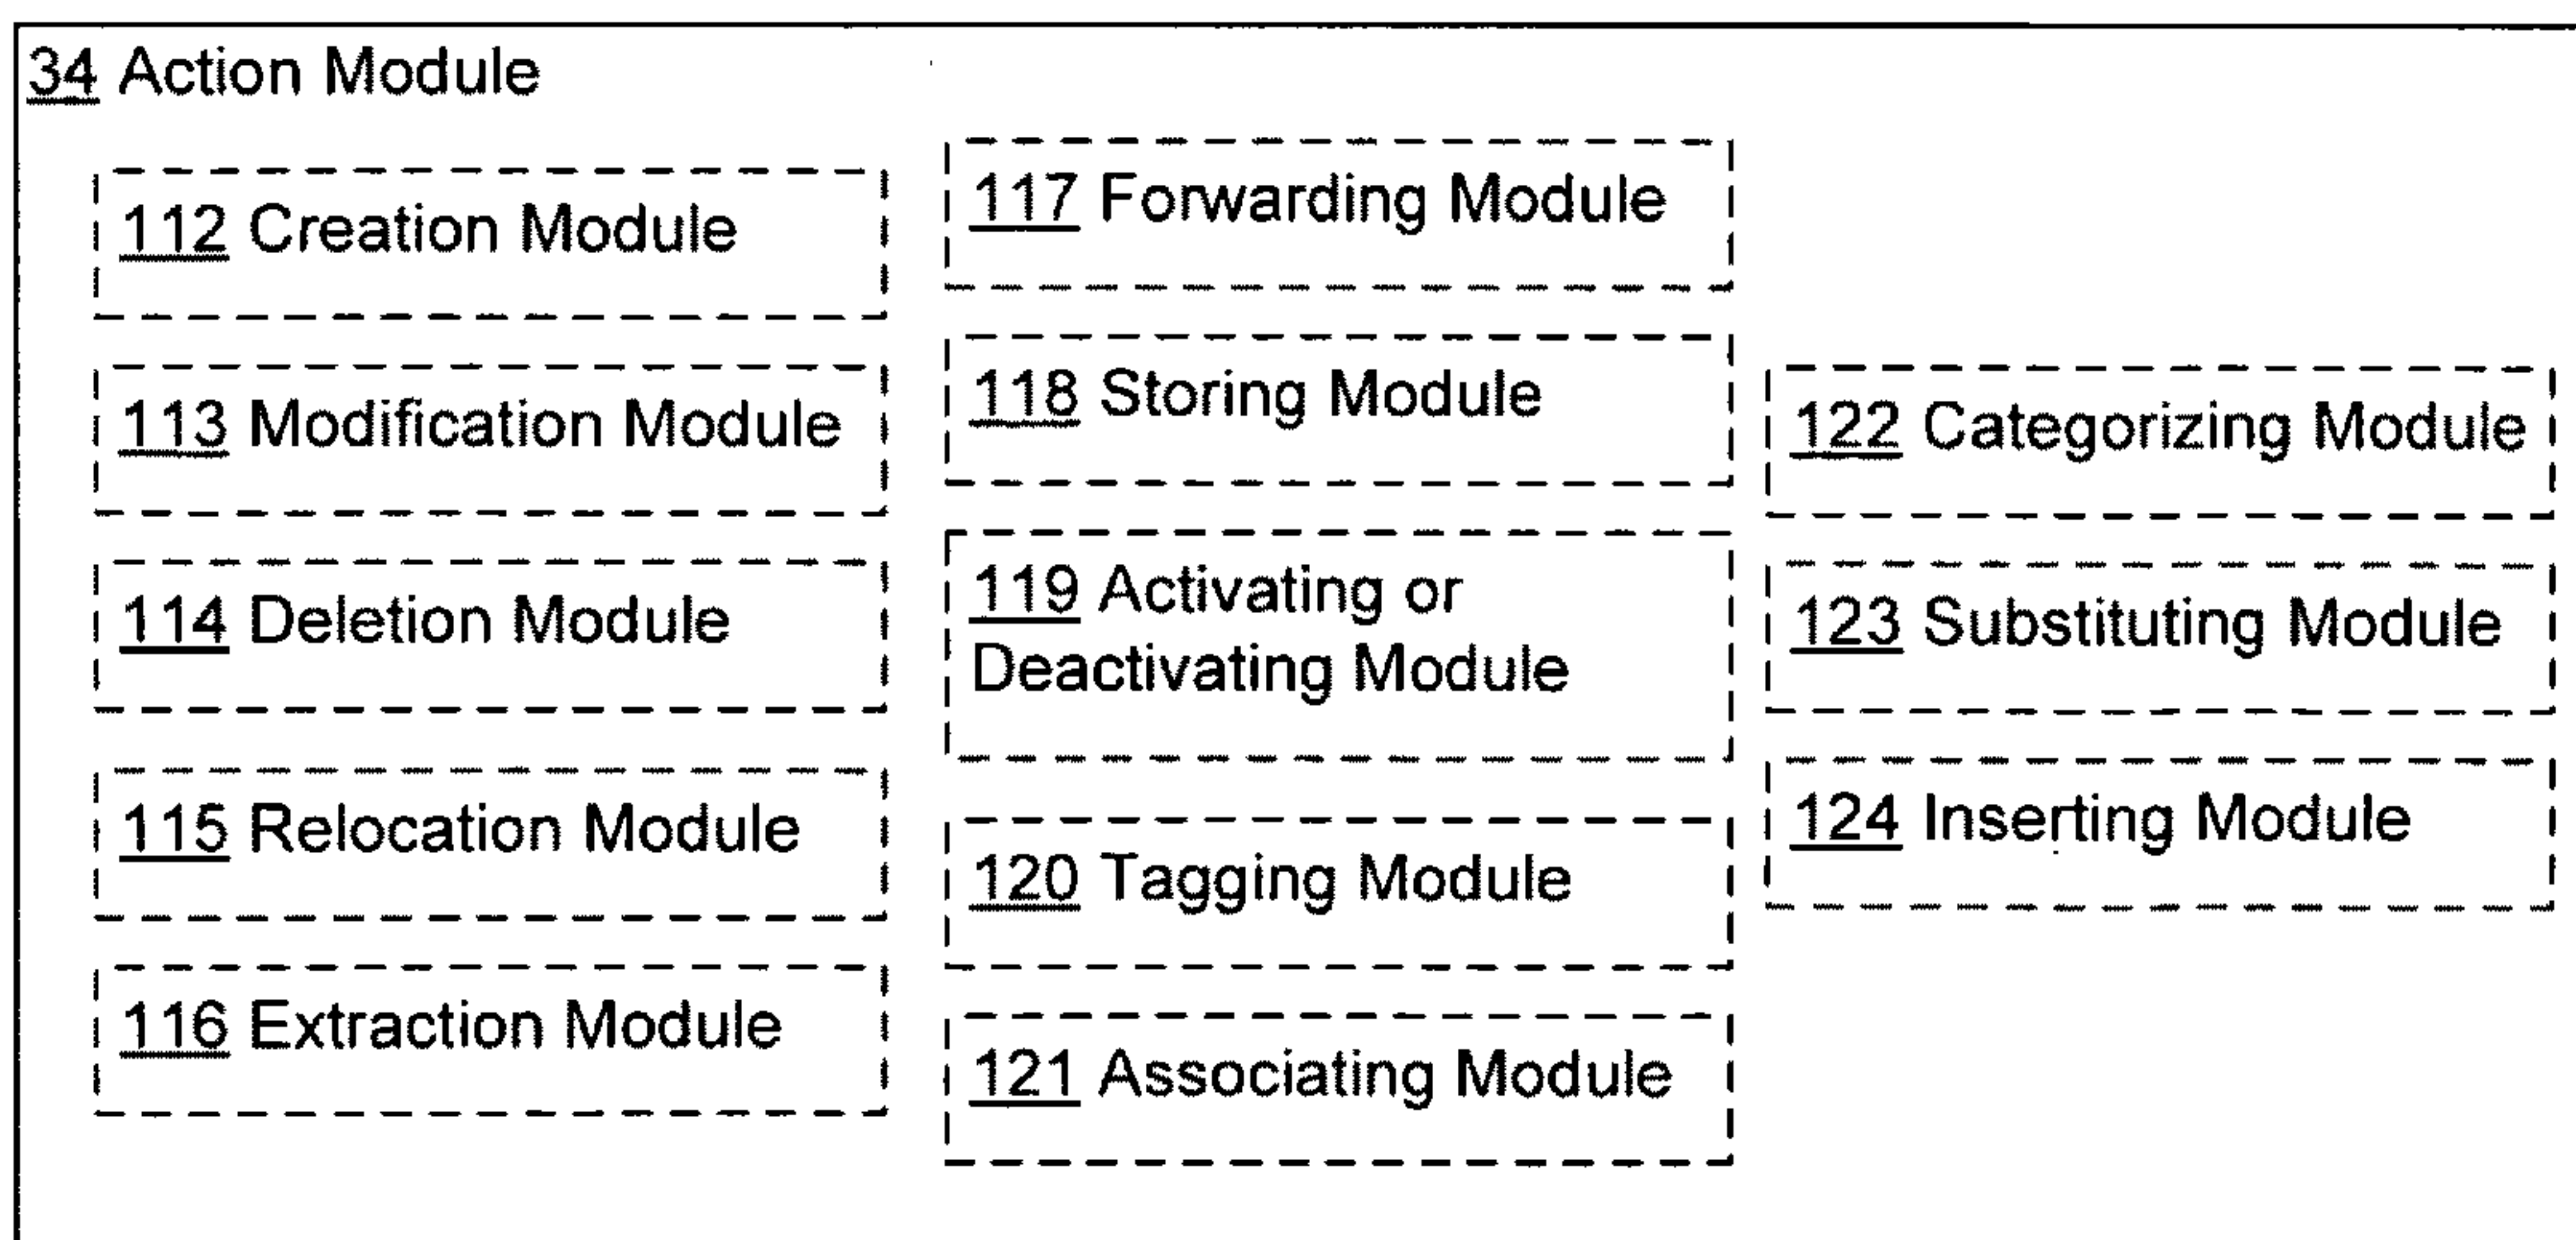 34 Action Module
112 Creation Module
113 Modification Module
114 Deletion Module
115 Relocation Module
116 Extraction Module
117 Forwarding Module
118 Storing Module
119 Activating or
Deactivating Module
120 Tagging Module
121 Associating Module
122 Categorizing Module
123 Substituting Module
124 Inserting Module